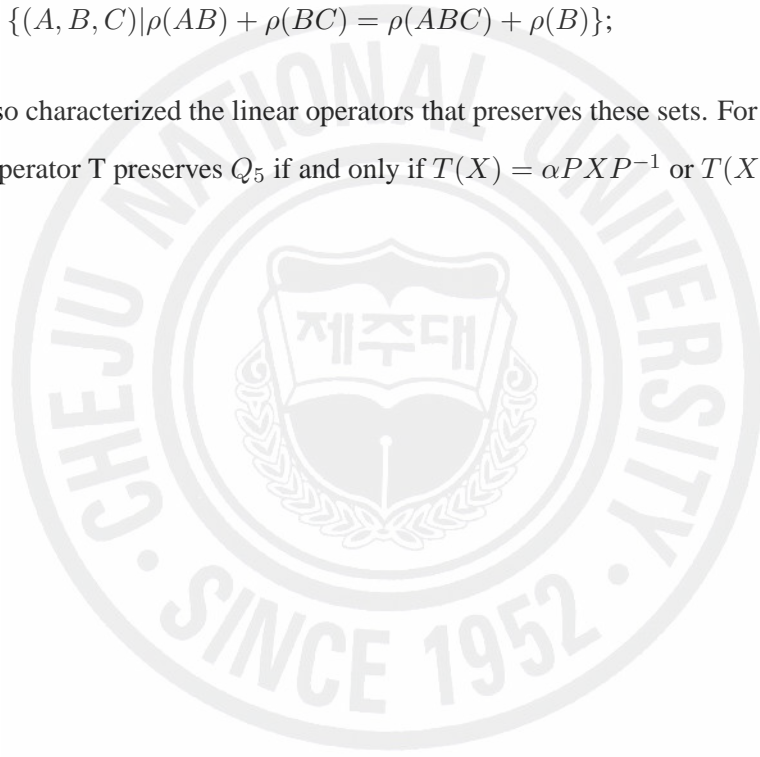 {(A, B, C)|ρ(AB) + ρ(BC) = ρ(ABC) + ρ(B)};
so characterized the linear operators that preserves these sets. For
operator T preserves Q₅ if and only if T(X) = αPXP⁻¹ or T(X
CHEJU NATIONAL UNIVERSITY
제주대
SINCE 1952